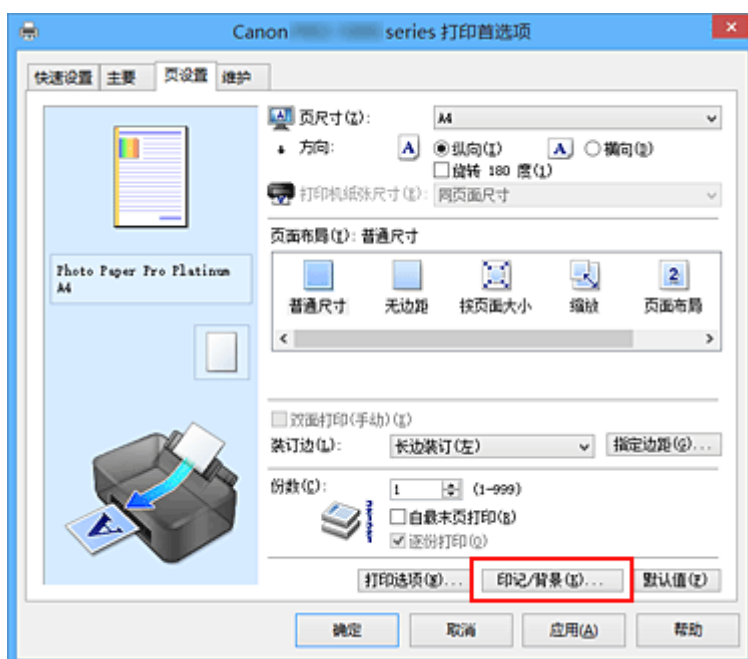 Canon series 打印首选项
快速设置 主要 页设置 维护
页尺寸(Z): A4
方向: A 纵向(I) A 横向(D)
旋转 180 度(1)
打印机纸张尺寸(E): 同页面尺寸
页面布局(Y): 普通尺寸
普通尺寸 无边距 按页面大小 缩放 页面布局
Photo Paper Pro Platinum
A4
双面打印(手动)(X)
装订边(L): 长边装订(左) 指定边距(G)...
份数(C): 1 (1-999)
自最末页打印(R)
逐份打印(O)
打印选项(N)... 印记/背景(K)... 默认值(F)
确定 取消 应用(A) 帮助